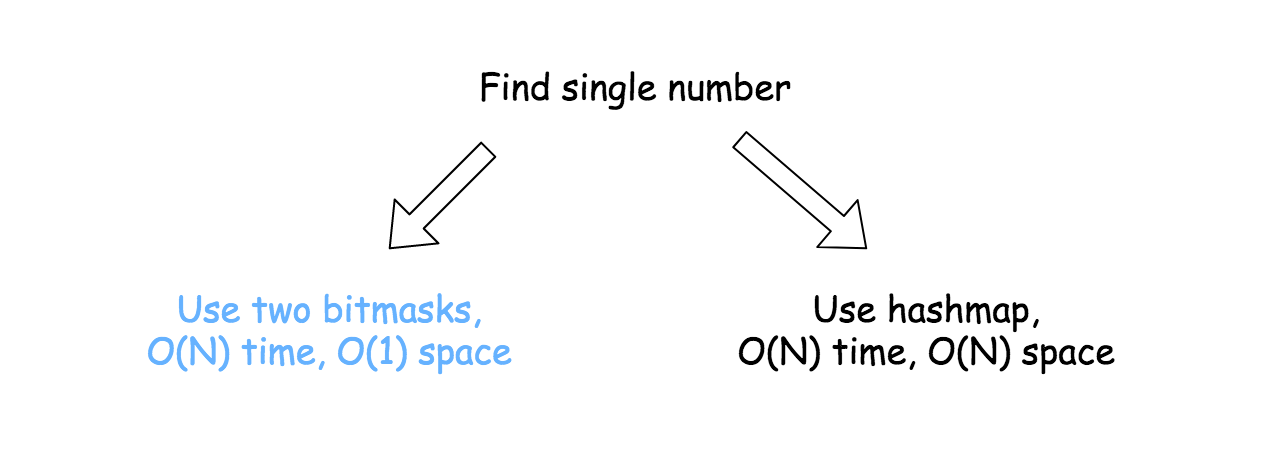 Find single number
Use two bitmasks,
O(N) time, O(1) space
Use hashmap,
O(N) time, O(N) space